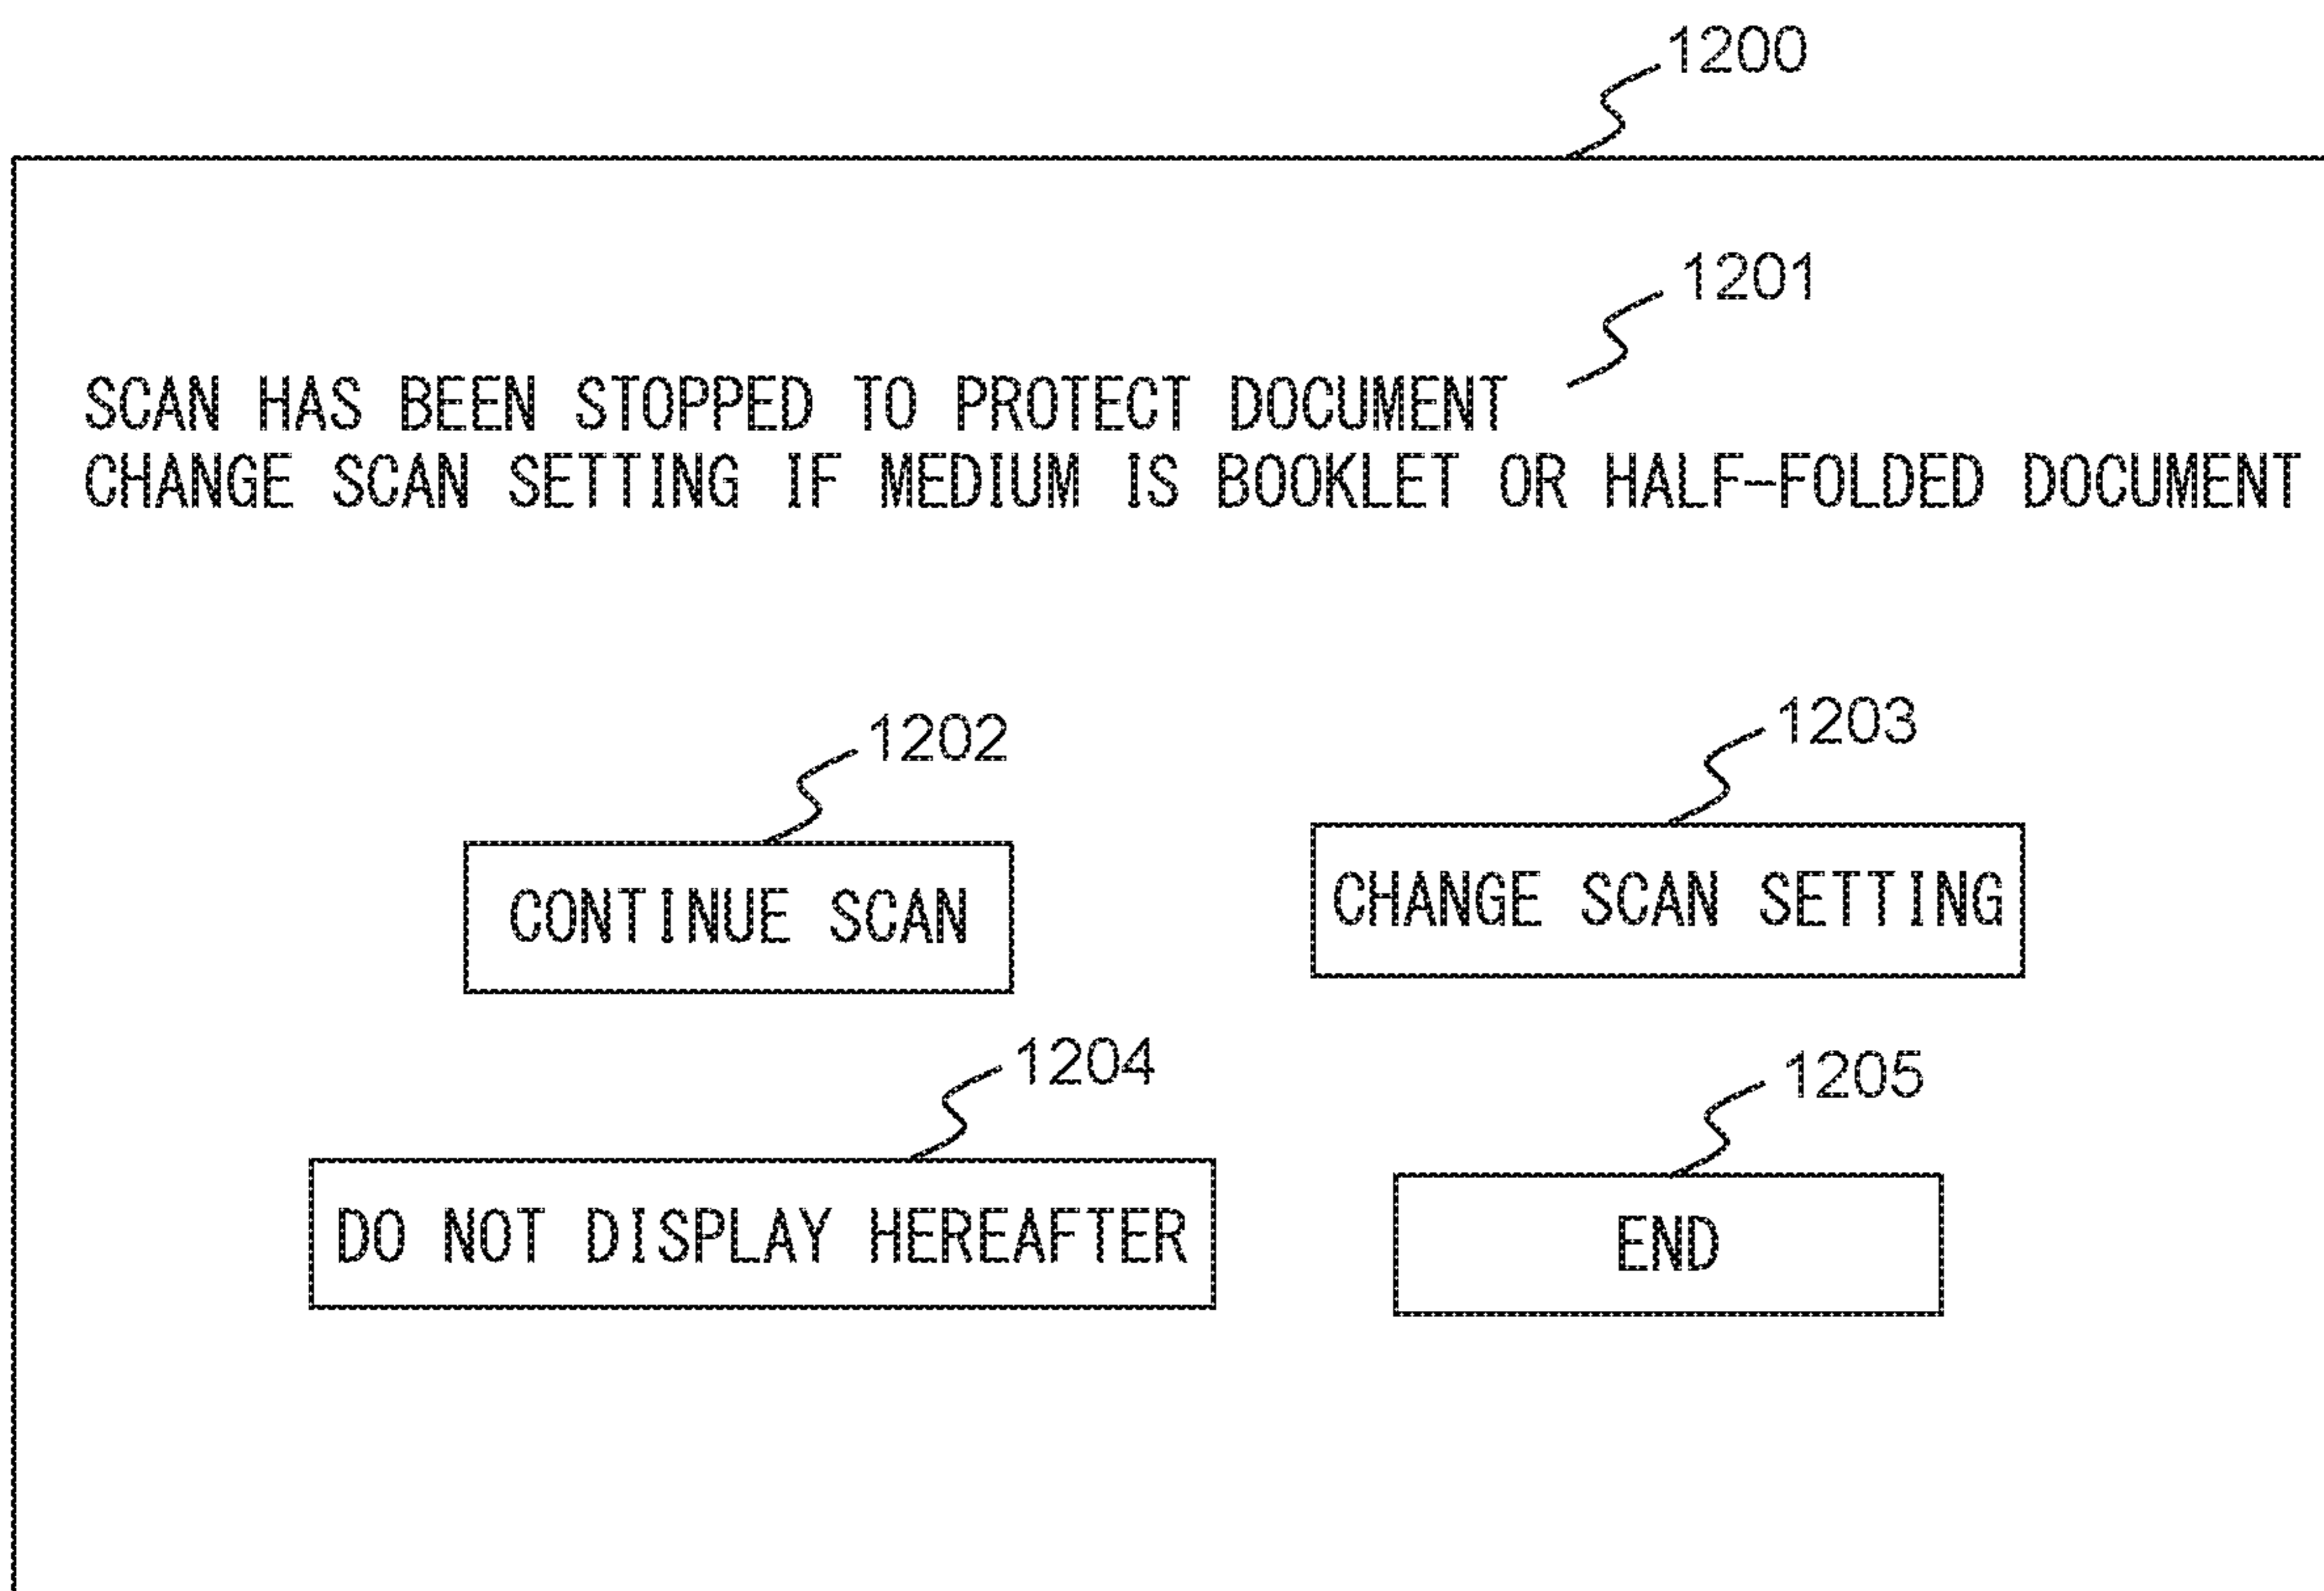 1200
1201
SCAN HAS BEEN STOPPED TO PROTECT DOCUMENT
CHANGE SCAN SETTING IF MEDIUM IS BOOKLET OR HALF-FOLDED DOCUMENT
1202
1203
CONTINUE SCAN
CHANGE SCAN SETTING
1204
1205
DO NOT DISPLAY HEREAFTER
END